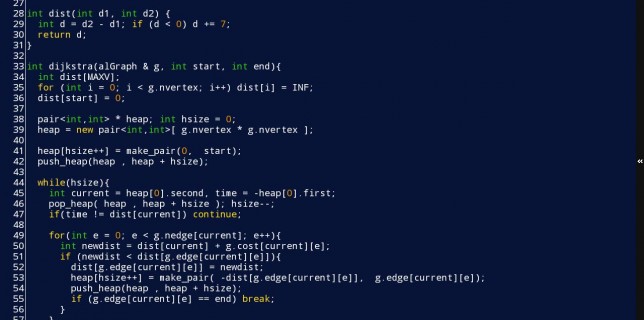 27
28 int dist(int d1, int d2) {
29 int d = d2 - d1; if (d < 0) d += 7;
30 return d;
31 }
32
33 int dijkstra(alGraph & g, int start, int end){
34 int dist[MAXV];
35 for (int i = 0; i < g.nvertex; i++) dist[i] = INF;
36 dist[start] = 0;
37
38 pair<int,int> * heap; int hsize = 0;
39 heap = new pair<int,int>[ g.nvertex * g.nvertex ];
40
41 heap[hsize++] = make_pair(0, start);
42 push_heap(heap , heap + hsize);
43
44 while(hsize){
45 int current = heap[0].second, time = -heap[0].first;
46 pop_heap( heap , heap + hsize ); hsize--;
47 if(time != dist[current]) continue;
48
49 for(int e = 0; e < g.nedge[current]; e++){
50 int newdist = dist[current] + g.cost[current][e];
51 if (newdist < dist[g.edge[current][e]]){
52 dist[g.edge[current][e]] = newdist;
53 heap[hsize++] = make_pair( -dist[g.edge[current][e]], g.edge[current][e]);
54 push_heap(heap , heap + hsize);
55 if (g.edge[current][e] == end) break;
56 }
57 }
«